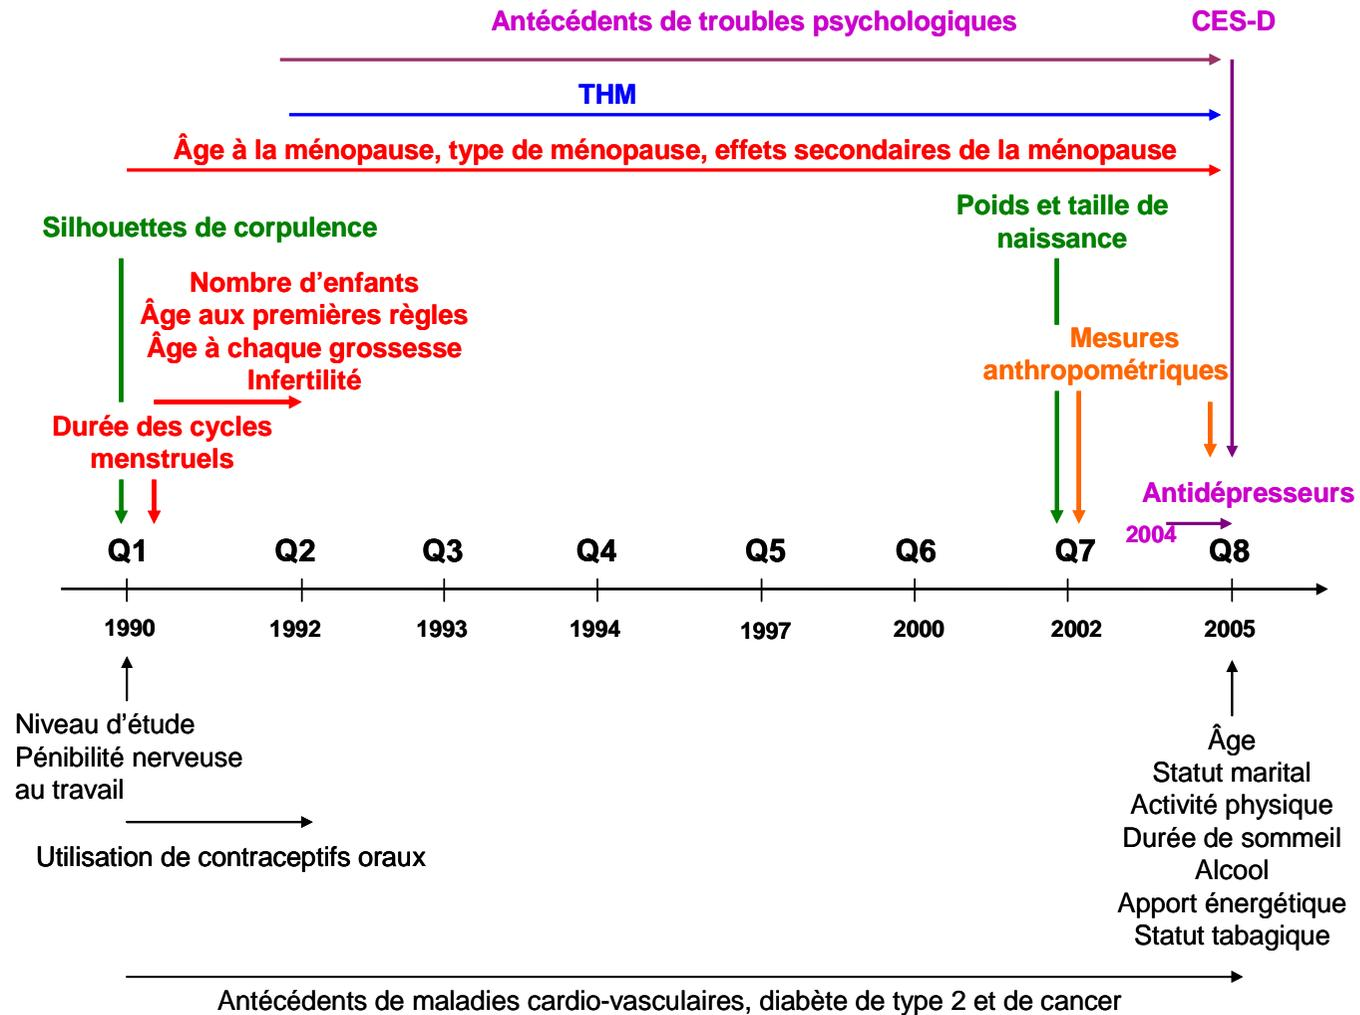 Antécédents de troubles psychologiques
CES-D
THM
Âge à la ménopause, type de ménopause, effets secondaires de la ménopause
Silhouettes de corpulence
Poids et taille de
naissance
Nombre d'enfants
Âge aux premières règles
Âge à chaque grossesse
Infertilité
Mesures
anthropométriques
Durée des cycles
menstruels
Antidépresseurs
2004
Q1 Q2 Q3 Q4 Q5 Q6 Q7 Q8
1990 1992 1993 1994 1997 2000 2002 2005
Niveau d'étude
Pénibilité nerveuse
au travail
Utilisation de contraceptifs oraux
Âge
Statut marital
Activité physique
Durée de sommeil
Alcool
Apport énergétique
Statut tabagique
Antécédents de maladies cardio-vasculaires, diabète de type 2 et de cancer